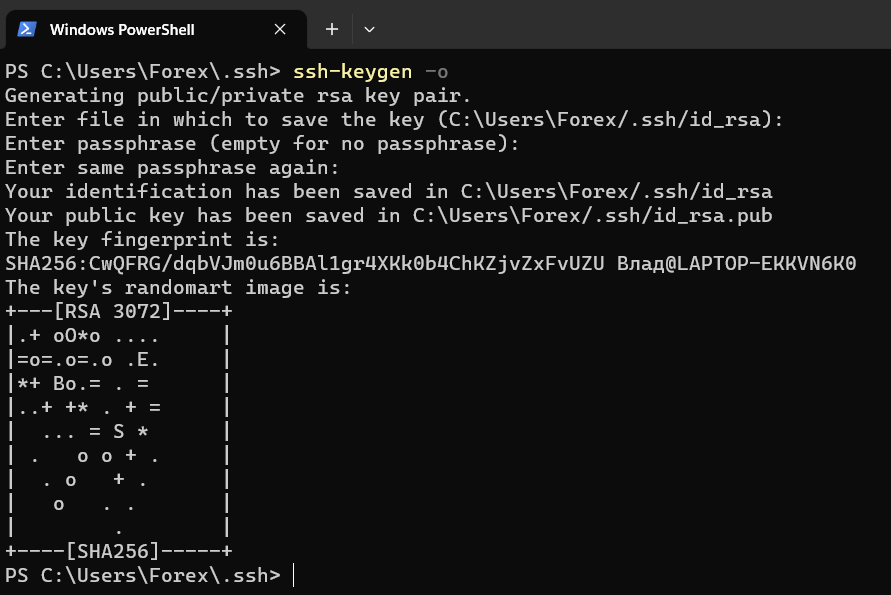 Windows PowerShell
PS C:\Users\Forex\.ssh> ssh-keygen -o
Generating public/private rsa key pair.
Enter file in which to save the key (C:\Users\Forex/.ssh/id_rsa):
Enter passphrase (empty for no passphrase):
Enter same passphrase again:
Your identification has been saved in C:\Users\Forex/.ssh/id_rsa
Your public key has been saved in C:\Users\Forex/.ssh/id_rsa.pub
The key fingerprint is:
SHA256:CwQFRG/dqbVJm0u6BBAl1gr4XKk0b4ChKZjvZxFvUZU Влад@LAPTOP-EKKVN6K0
The key's randomart image is:
+---[RSA 3072]----+
|.+ oO*o ....     |
|=o=.o=.o .E.     |
|*+ Bo.= . =      |
|..+ +* . + =     |
|  ... = S *      |
| .   o o + .     |
|  . o   + .      |
|   o   . .       |
|        .        |
+----[SHA256]-----+
PS C:\Users\Forex\.ssh>